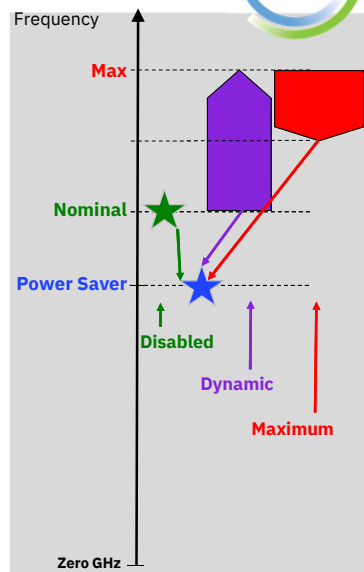 Frequency
Max
Nominal
Power Saver
Disabled
Dynamic
Maximum
Zero GHz